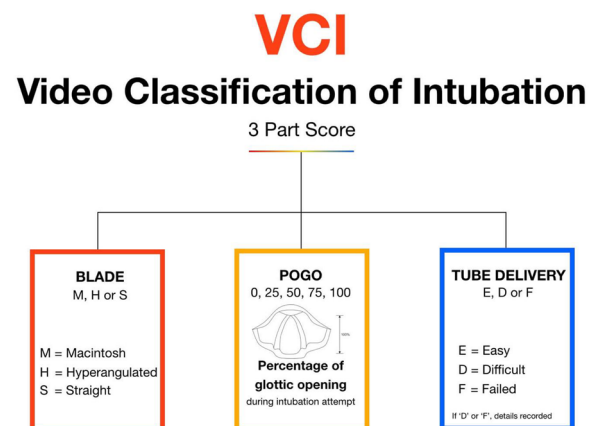 VCI
Video Classification of Intubation
3 Part Score
BLADE
M, H or S
M = Macintosh
H = Hyperangulated
S = Straight
POGO
0, 25, 50, 75, 100
Percentage of
glottic opening
during intubation attempt
TUBE DELIVERY
E, D or F
E = Easy
D = Difficult
F = Failed
If 'D' or 'F', details recorded